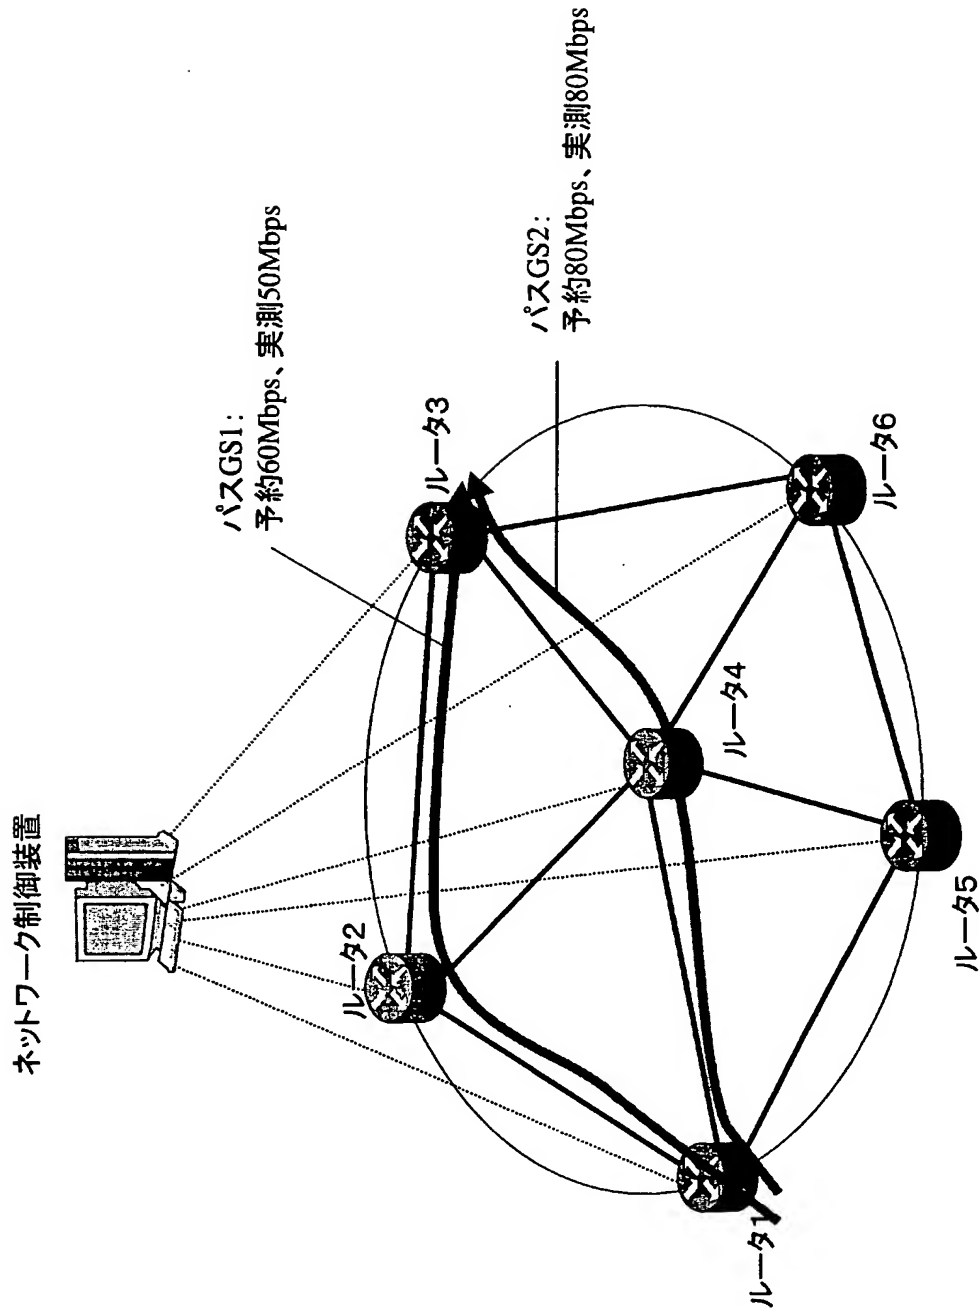 ネットワーク制御装置
パスGS1:
予約60Mbps、実測50Mbps
パスGS2:
予約80Mbps、実測80Mbps
ルータ2
ルータ3
ルータ4
ルータ1
ルータ5
ルータ6